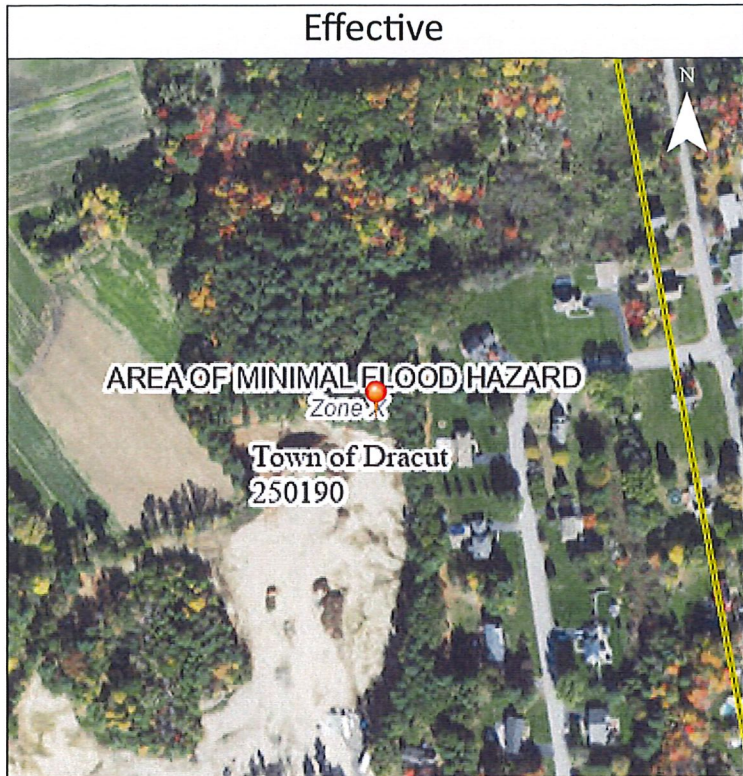 Effective
N
AREA OF MINIMAL FLOOD HAZARD
Zone X
Town of Dracut
250190